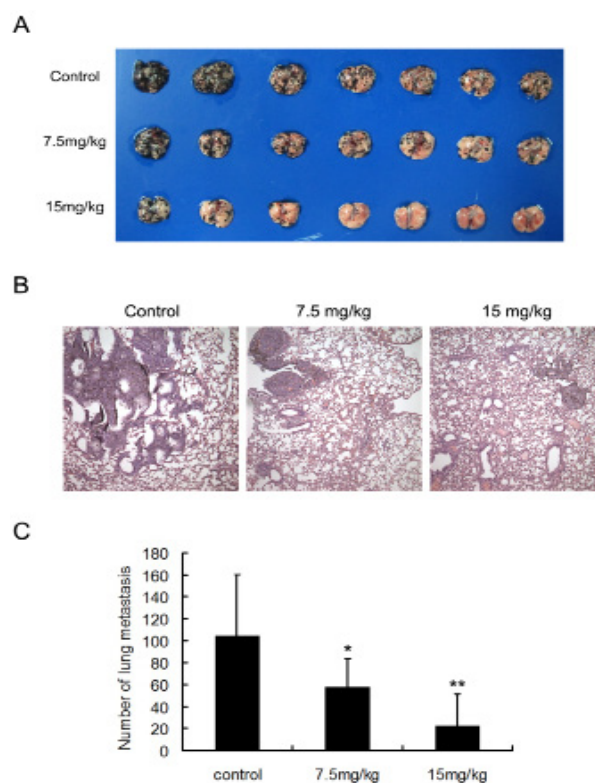 A
Control
7.5mg/kg
15mg/kg
B
Control 7.5 mg/kg 15 mg/kg
C
Number of lung metastasis
180
160
140
120
100
80
60
40
20
0
*
**
control 7.5mg/kg 15mg/kg